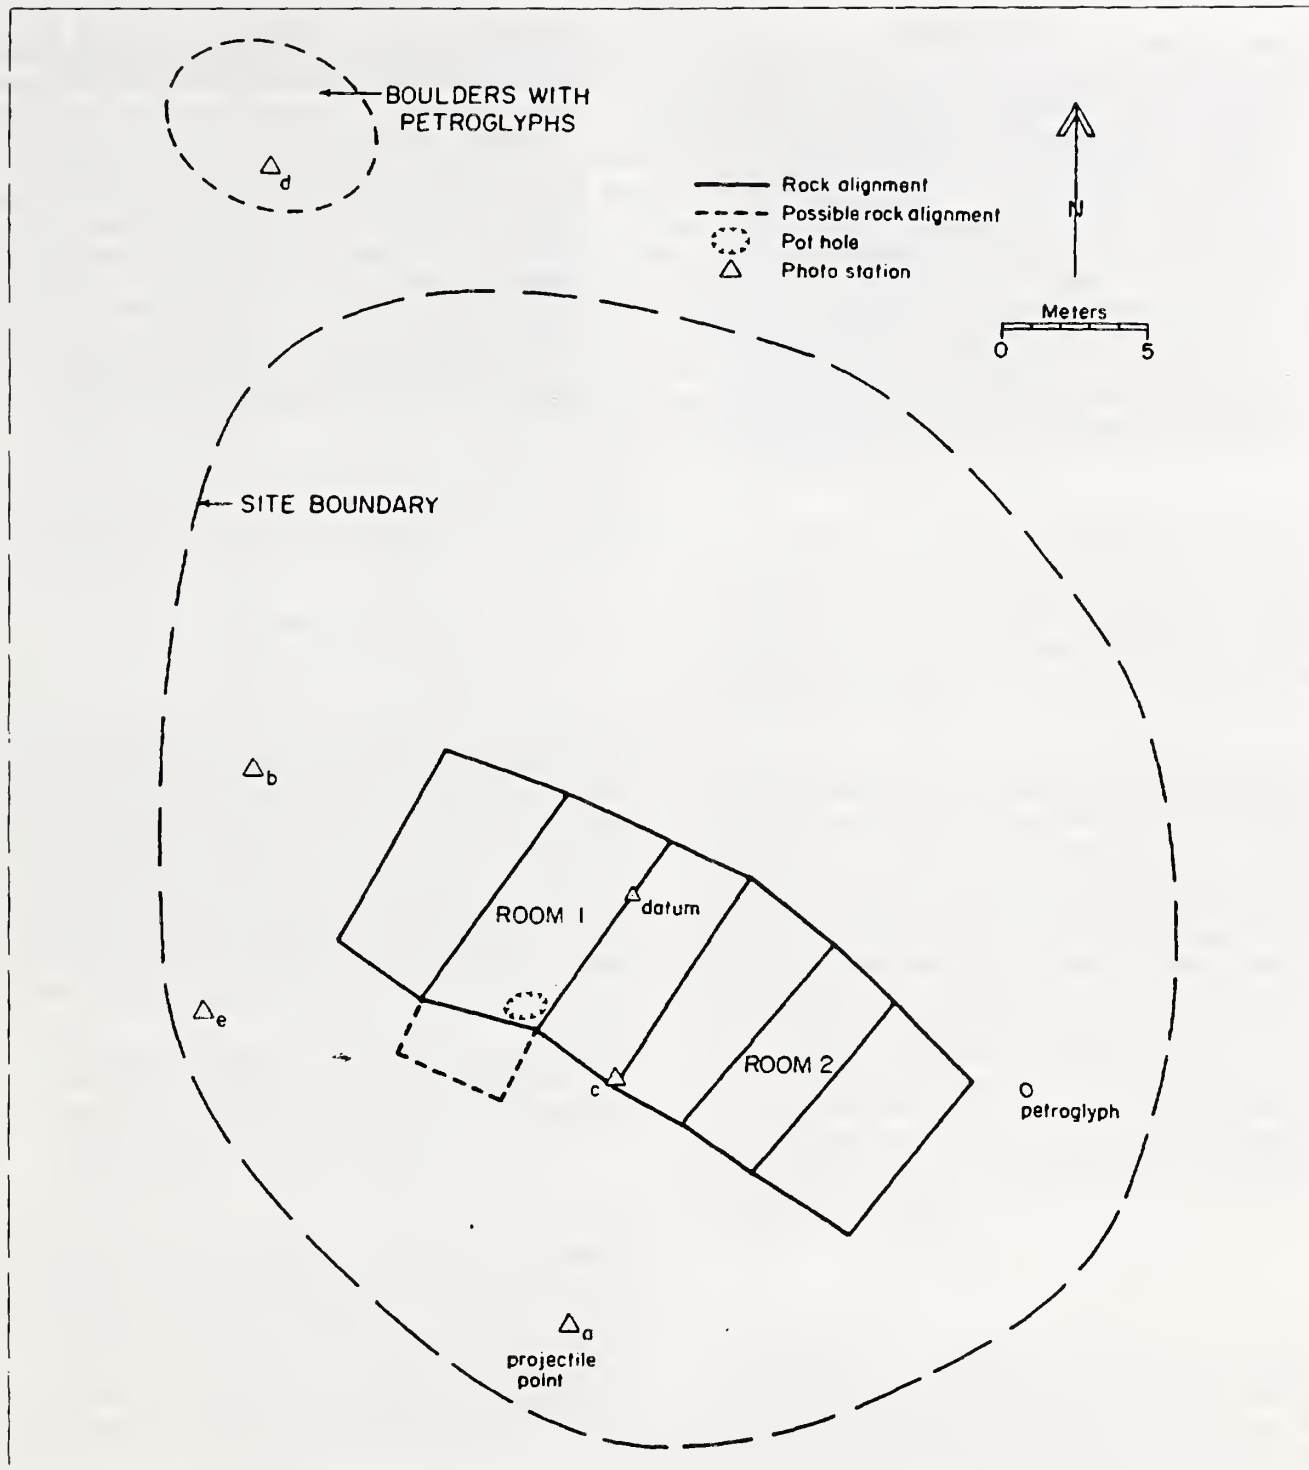 BOULDERS WITH
PETROGLYPHS
d
Rock alignment
Possible rock alignment
Pot hole
Photo station
N
Meters
0 5
SITE BOUNDARY
b
ROOM 1
datum
e
ROOM 2
c
petroglyph
a
projectile
point